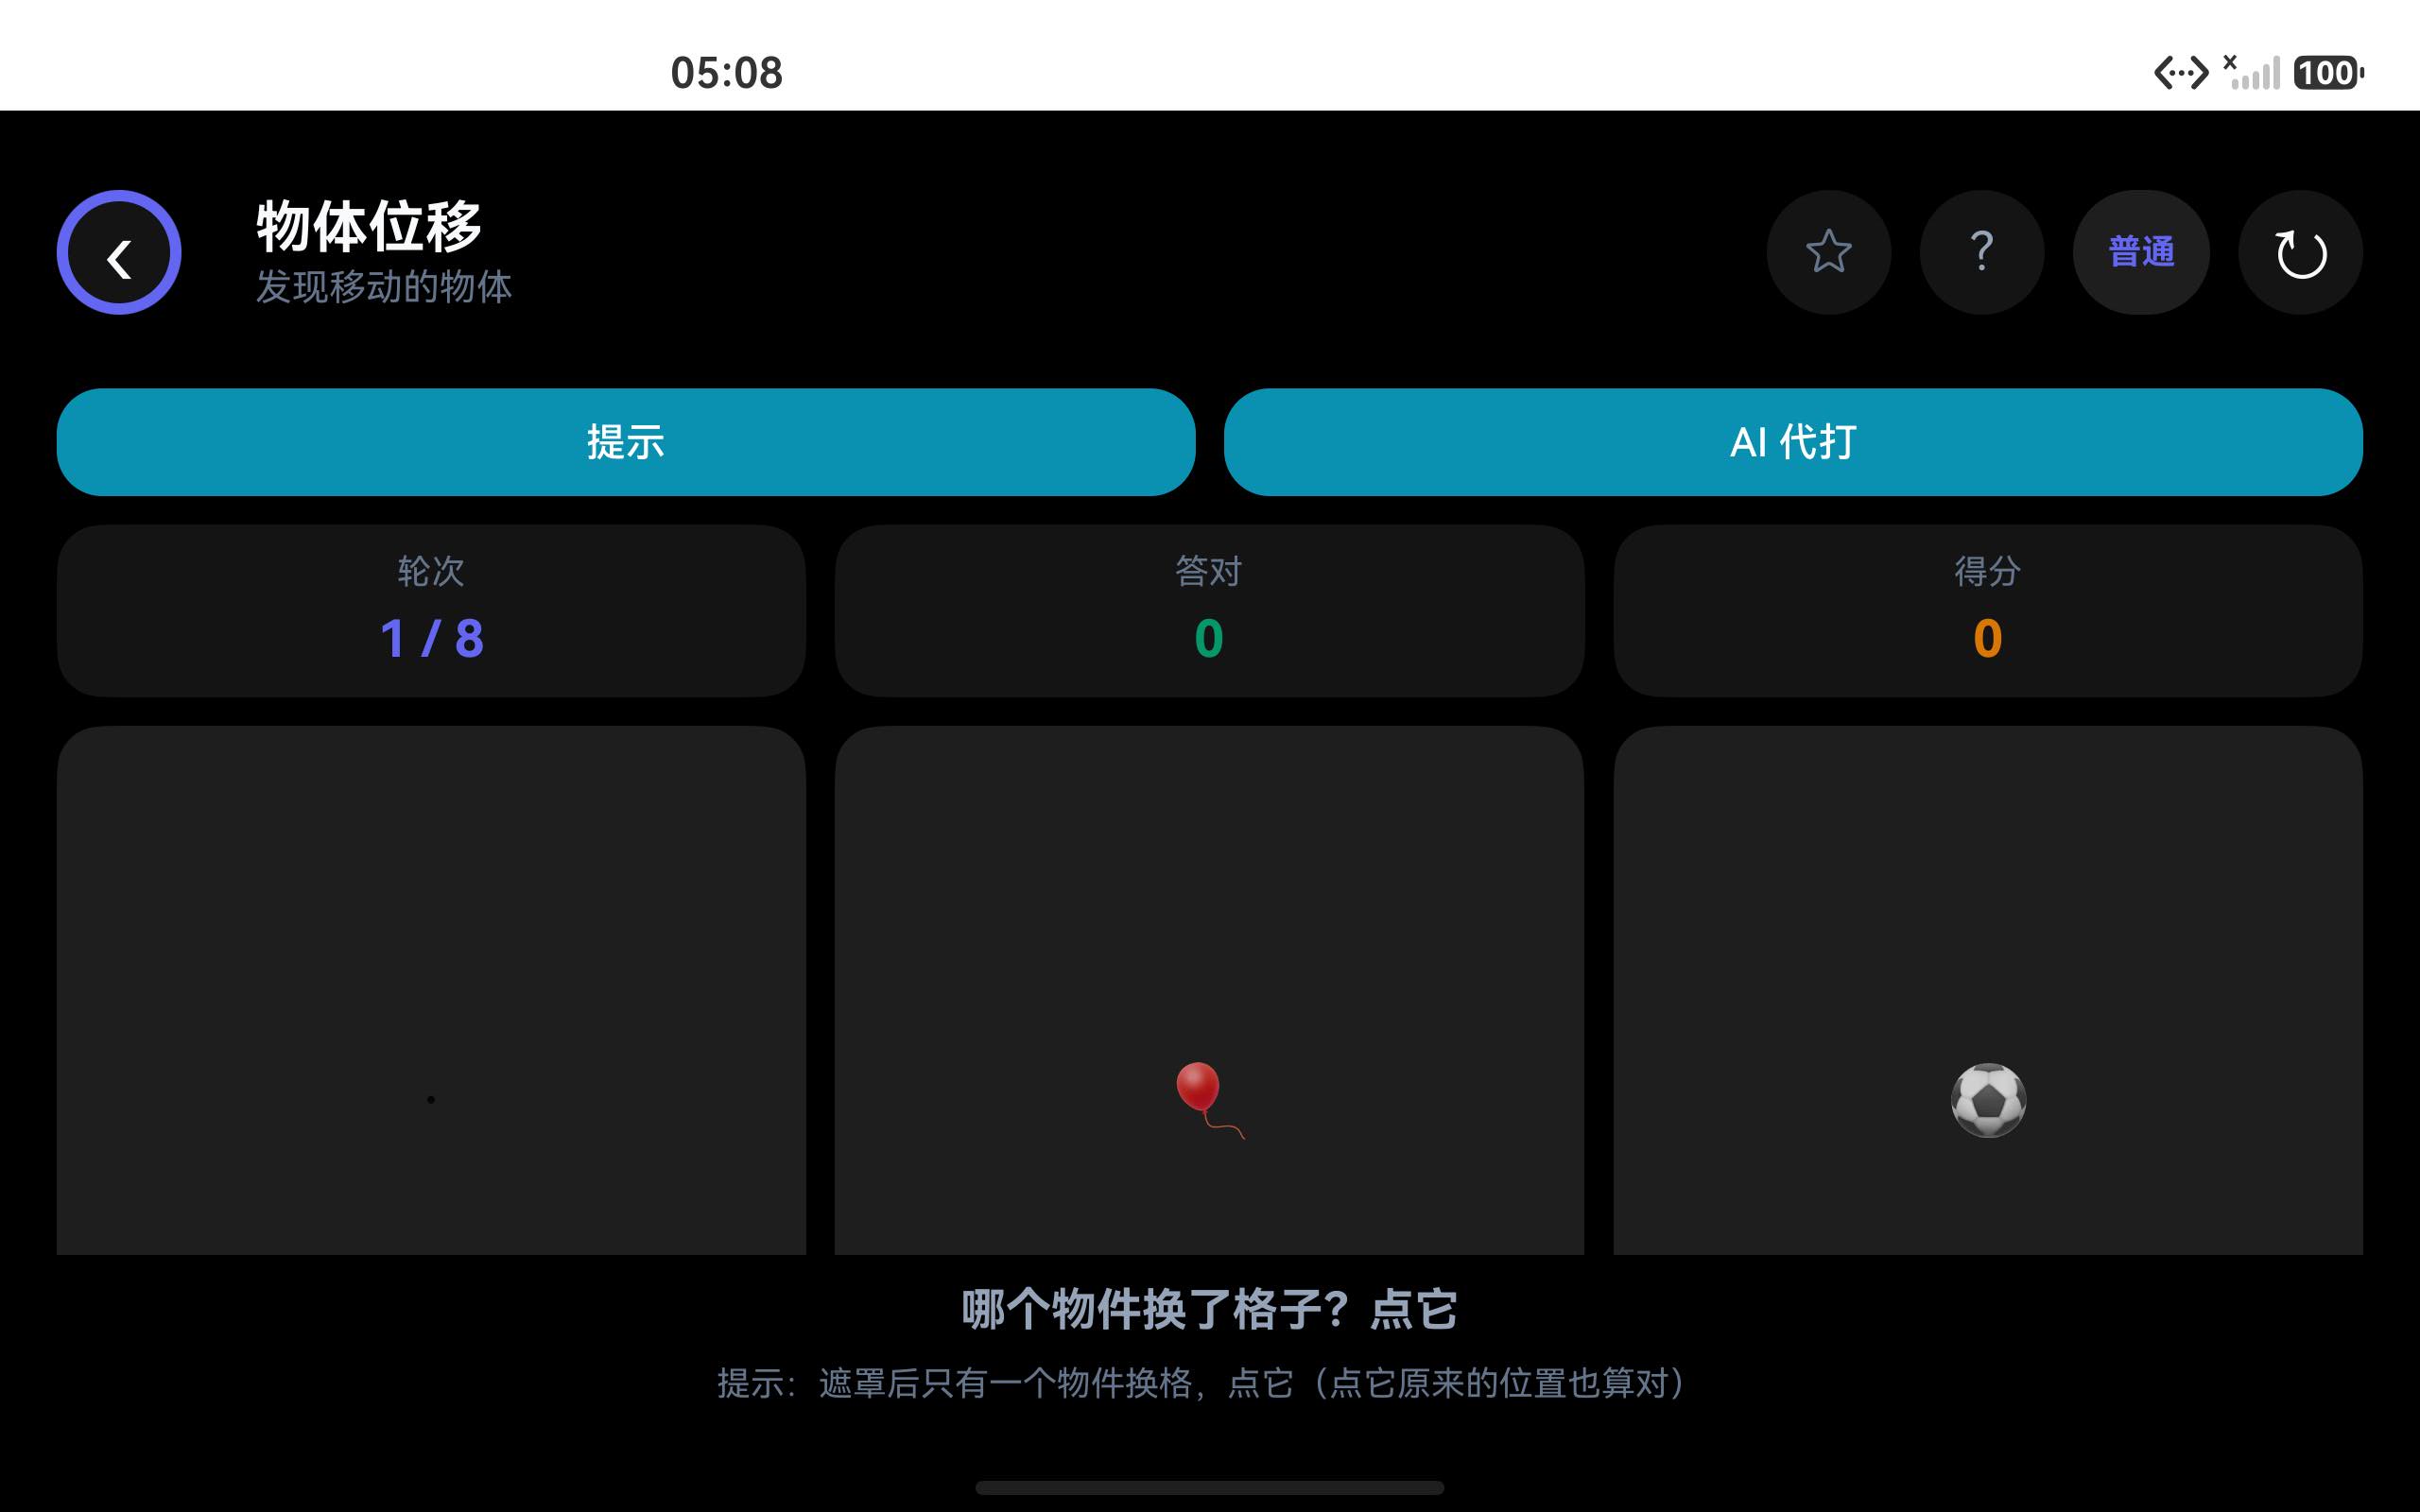 05:08
100
物体位移
发现移动的物体
?
普通
提示
AI 代打
轮次
答对
得分
1 / 8
0
0
哪个物件换了格子？点它
提示：遮罩后只有一个物件换格，点它（点它原来的位置也算对）